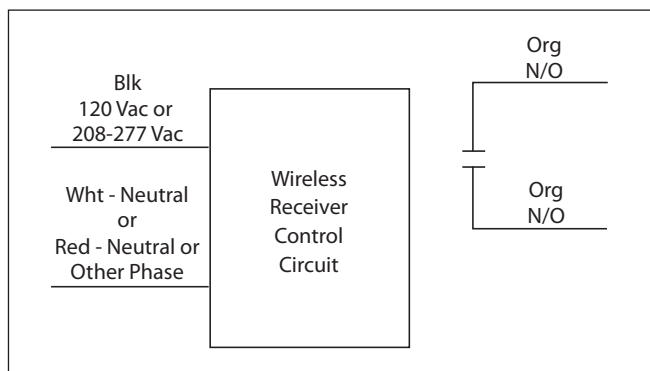 Blk
120 Vac or
208-277 Vac
Wht - Neutral
or
Red - Neutral or
Other Phase
Wireless
Receiver
Control
Circuit
Org
N/O
Org
N/O